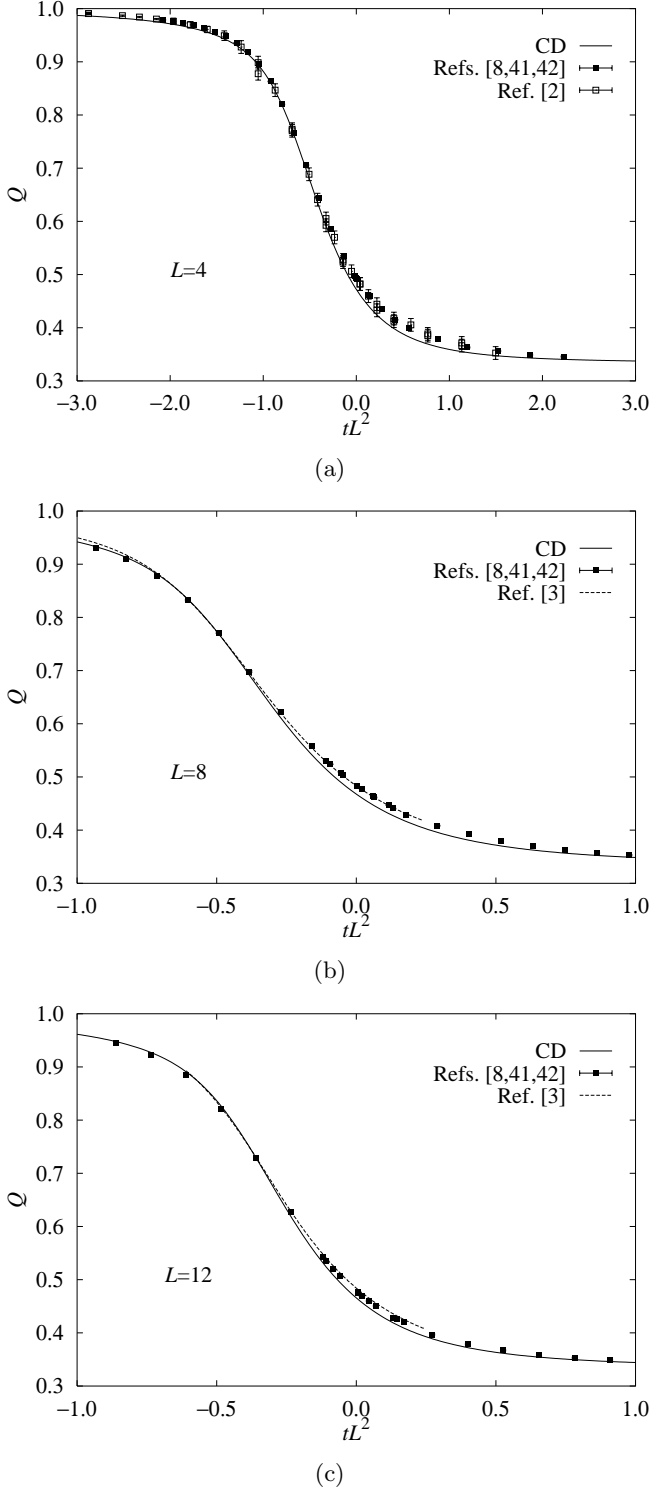 1.0
0.9
0.8
0.7
0.6
0.5
0.4
0.3
Q
CD
Refs. [8,41,42]
Ref. [2]
L=4
−3.0 −2.0 −1.0 0.0 1.0 2.0 3.0
tL²
(a)
1.0
0.9
0.8
0.7
0.6
0.5
0.4
0.3
Q
CD
Refs. [8,41,42]
Ref. [3]
L=8
−1.0 −0.5 0.0 0.5 1.0
tL²
(b)
1.0
0.9
0.8
0.7
0.6
0.5
0.4
0.3
Q
CD
Refs. [8,41,42]
Ref. [3]
L=12
−1.0 −0.5 0.0 0.5 1.0
tL²
(c)